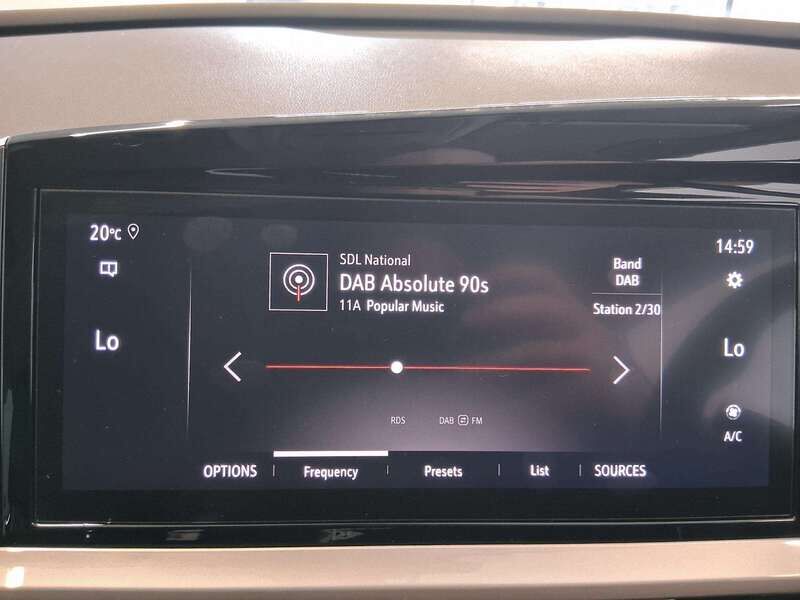 20°C
14:59
SDL National
DAB Absolute 90s
11A Popular Music
Band
DAB
Station 2/30
Lo
Lo
RDS
DAB FM
A/C
OPTIONS
Frequency
Presets
List
SOURCES